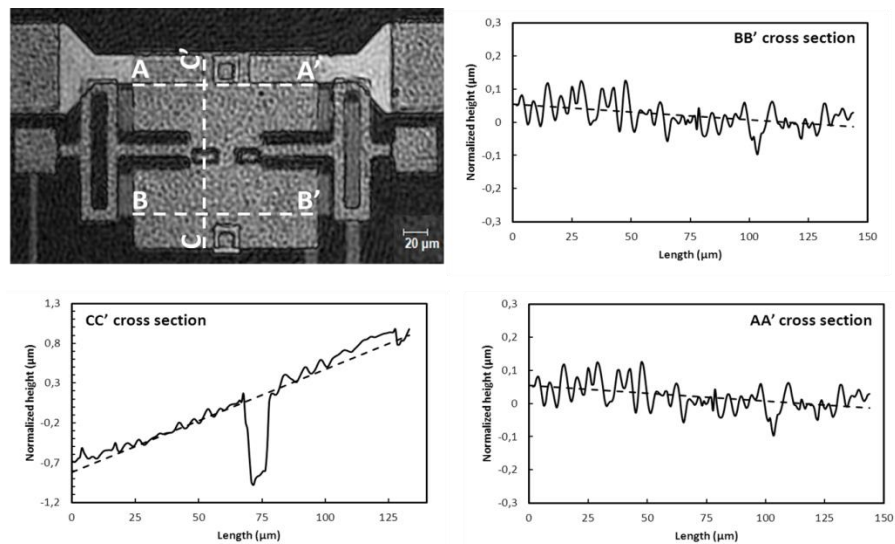 C'
A
A'
B
B'
C
20 µm
BB' cross section
Normalized height (µm)
0,3
0,2
0,1
0
-0,1
-0,2
-0,3
0
25
50
75
100
125
150
Length (µm)
CC' cross section
Normalized height (µm)
1,3
0,8
0,3
-0,2
-0,7
-1,2
0
25
50
75
100
125
Length (µm)
AA' cross section
Normalized height (µm)
0,3
0,2
0,1
0
-0,1
-0,2
-0,3
0
25
50
75
100
125
150
Length (µm)